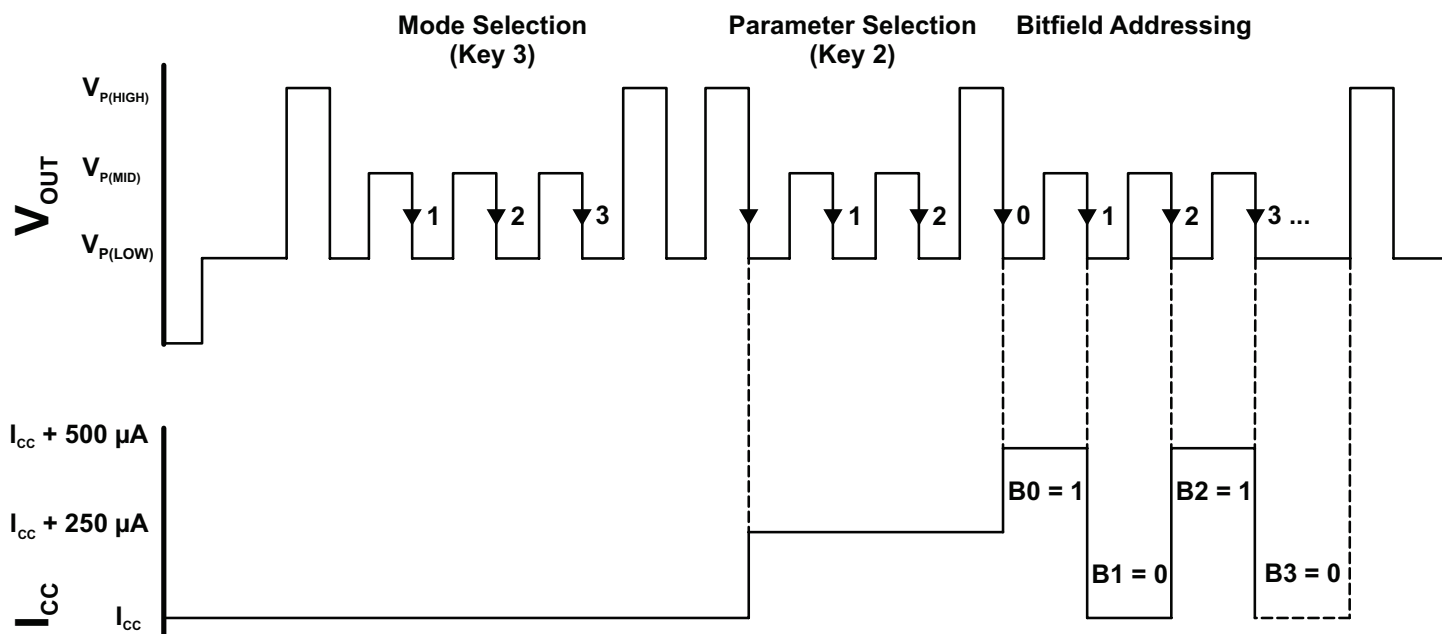 Mode Selection
(Key 3)
Parameter Selection
(Key 2)
Bitfield Addressing
VP(HIGH)
VP(MID)
VP(LOW)
VOUT
1
2
3
1
2
0
1
2
3 ...
ICC + 500 µA
ICC + 250 µA
ICC
ICC
B0 = 1
B1 = 0
B2 = 1
B3 = 0